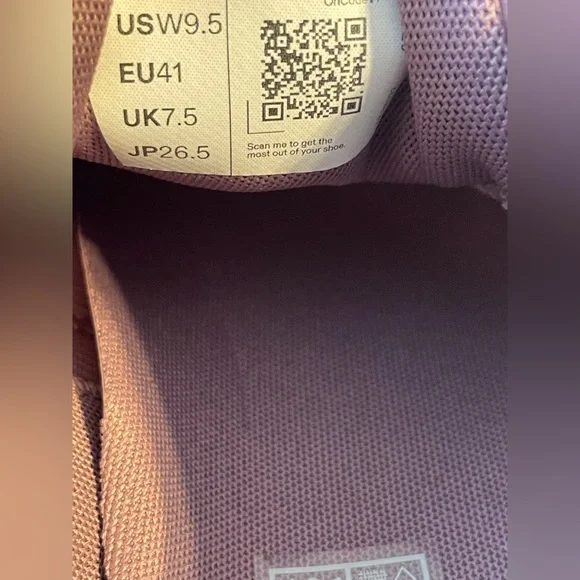 USW9.5
EU41
UK7.5
JP26.5
Scan me to get the
most out of your shoe.